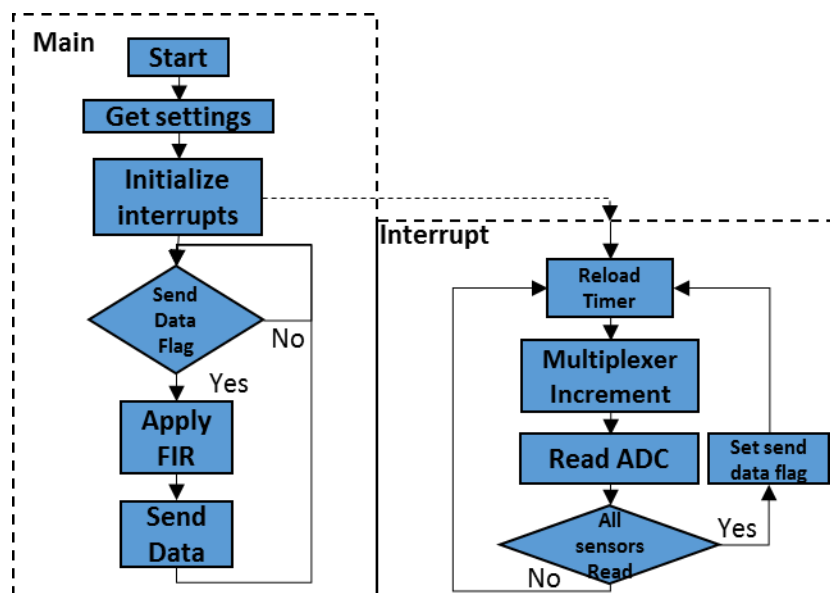 Main
Start
Get settings
Initialize
interrupts
Send
Data
Flag
No
Yes
Apply
FIR
Send
Data
Interrupt
Reload
Timer
Multiplexer
Increment
Read ADC
Set send
data flag
All
sensors
Read
Yes
No